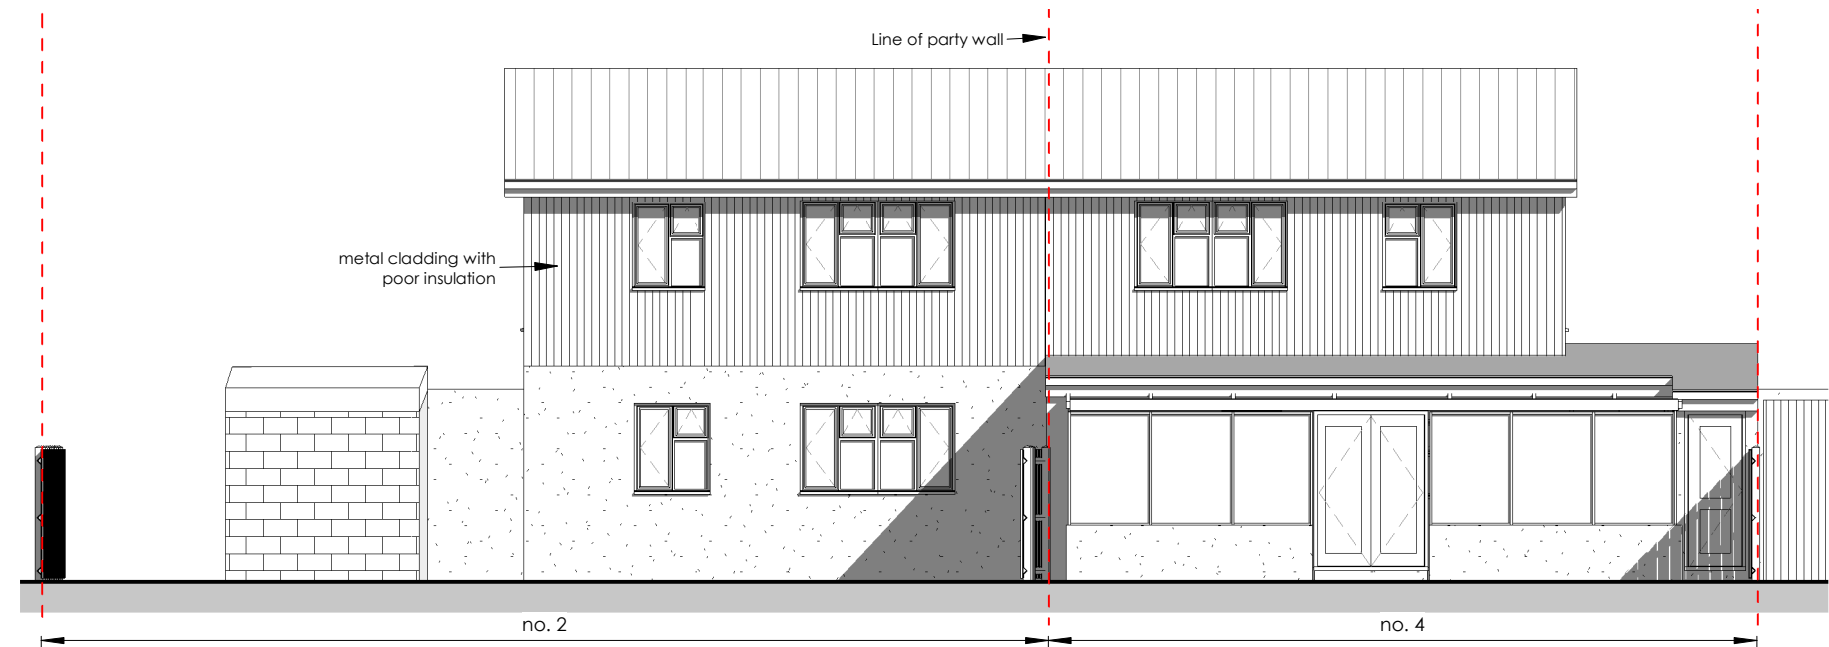 Line of party wall
metal cladding with
poor insulation
no. 2
no. 4